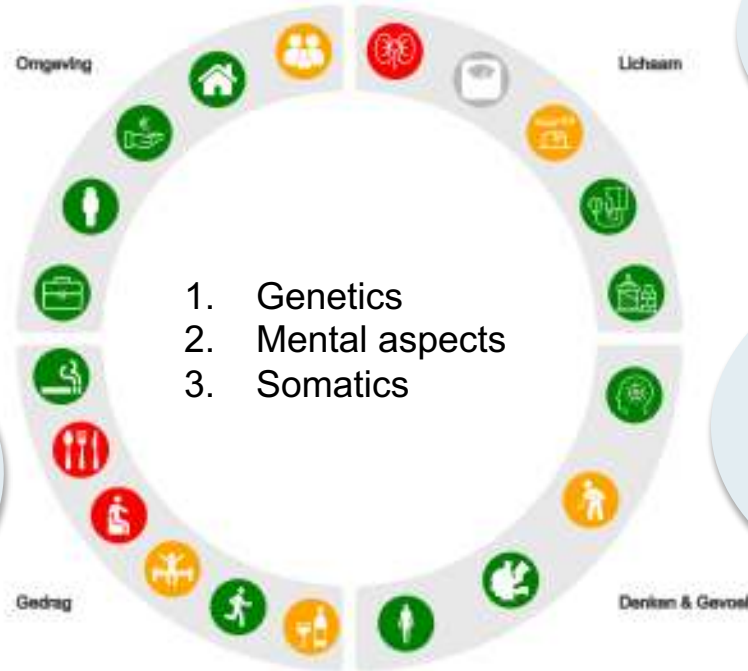 Omgeving
Lichaam
1. Genetics
2. Mental aspects
3. Somatics
Gedrag
Denken & Gevoel